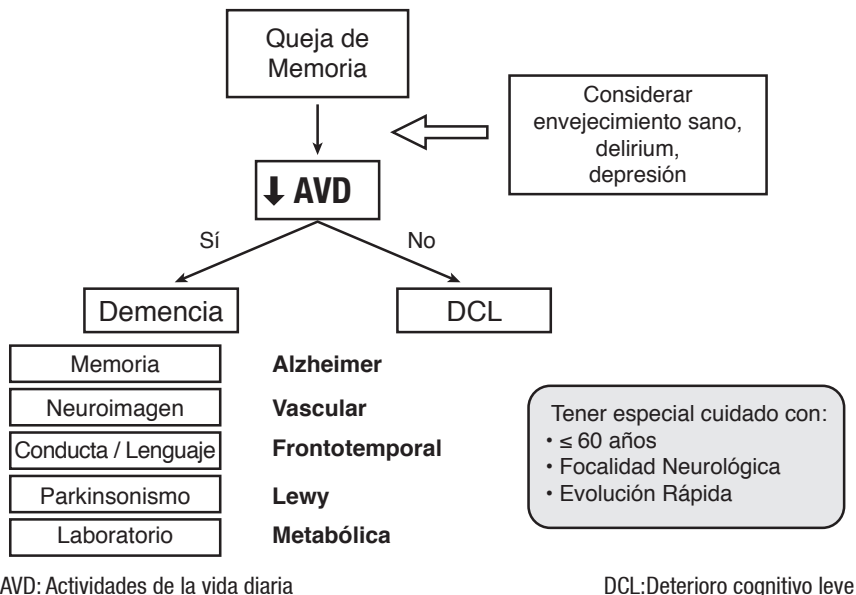 Queja de
Memoria
Considerar
envejecimiento sano,
delirium,
depresión
⬇ AVD
Sí
No
Demencia
DCL
Memoria
Alzheimer
Neuroimagen
Vascular
Conducta / Lenguaje
Frontotemporal
Parkinsonismo
Lewy
Laboratorio
Metabólica
Tener especial cuidado con:
• ≤ 60 años
• Focalidad Neurológica
• Evolución Rápida
AVD: Actividades de la vida diaria
DCL:Deterioro cognitivo leve